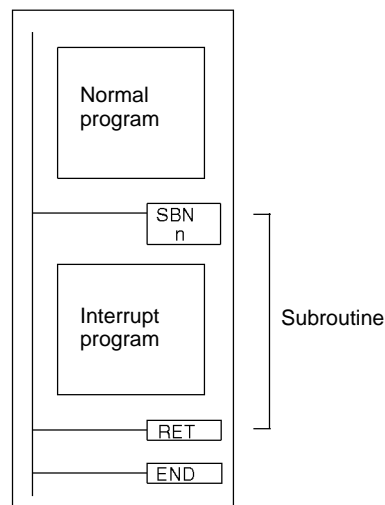 Normal
program
SBN
n
Interrupt
program
Subroutine
RET
END